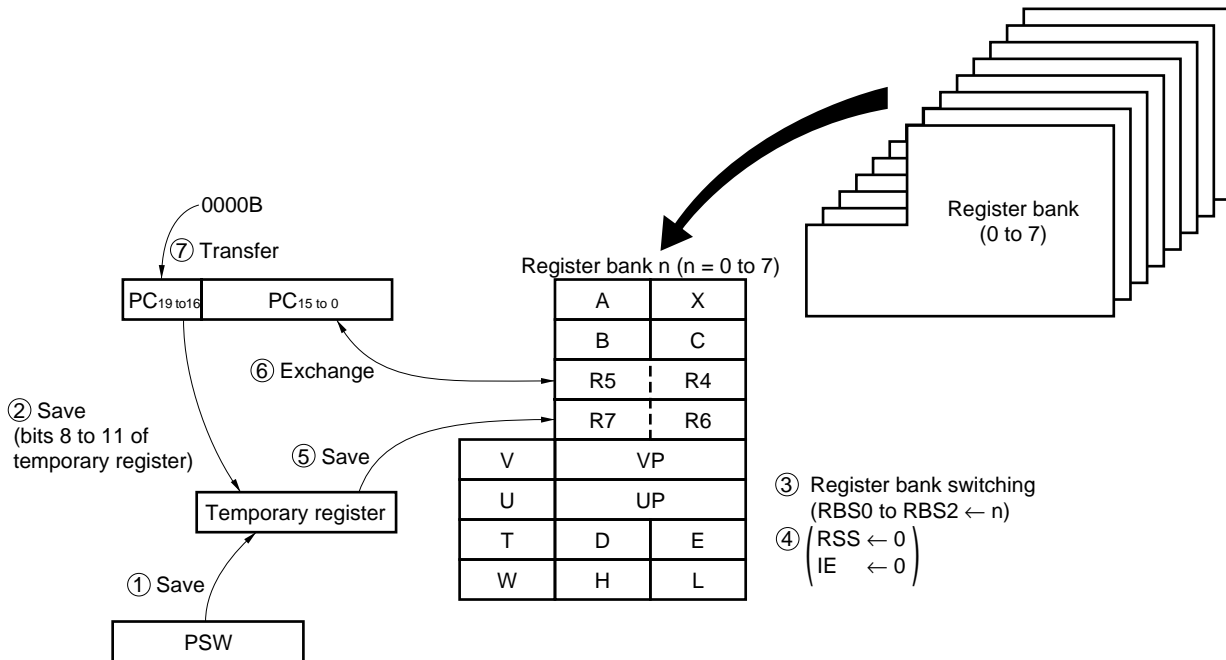 Register bank
(0 to 7)
0000B
⑦ Transfer
Register bank n (n = 0 to 7)
PC19 to16
PC15 to 0
A
X
B
C
⑥ Exchange
R5
R4
② Save
(bits 8 to 11 of
temporary register)
R7
R6
⑤ Save
V
VP
③ Register bank switching
(RBS0 to RBS2 ← n)
U
UP
Temporary register
④ RSS ← 0
IE ← 0
T
D
E
W
H
L
① Save
PSW